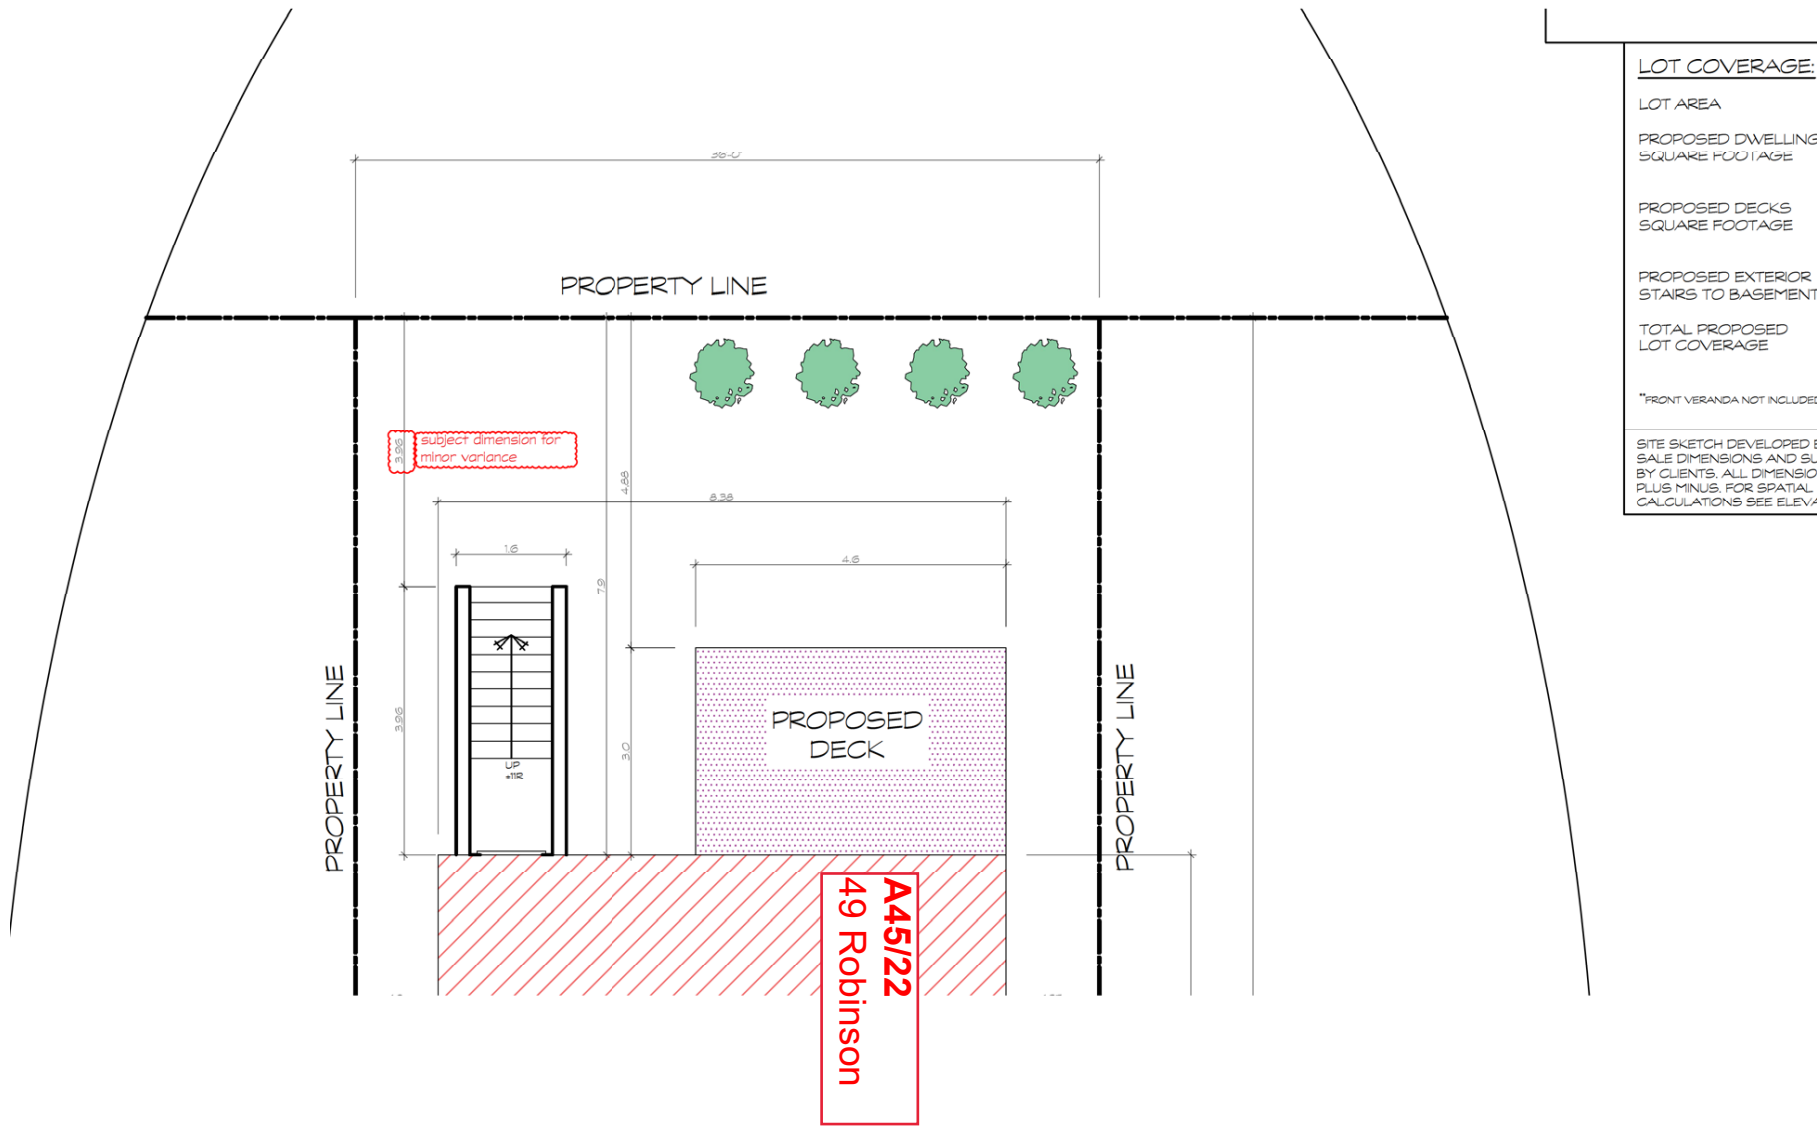 LOT COVERAGE:
LOT AREA
PROPOSED DWELLING
SQUARE FOOTAGE
PROPOSED DECKS
SQUARE FOOTAGE
PROPOSED EXTERIOR
STAIRS TO BASEMENT
TOTAL PROPOSED
LOT COVERAGE
**FRONT VERANDA NOT INCLUDED
SITE SKETCH DEVELOPED
SALE DIMENSIONS AND
BY CLIENTS. ALL
PLUS MINUS. FOR SPATIAL
CALCULATIONS SEE
PROPERTY LINE
3.96
subject dimension for
minor variance
4.88
8.38
1.6
4.6
7.9
PROPERTY LINE
3.96
UP
±11R
3.0
PROPOSED
DECK
PROPERTY LINE
A45/22
49 Robinson